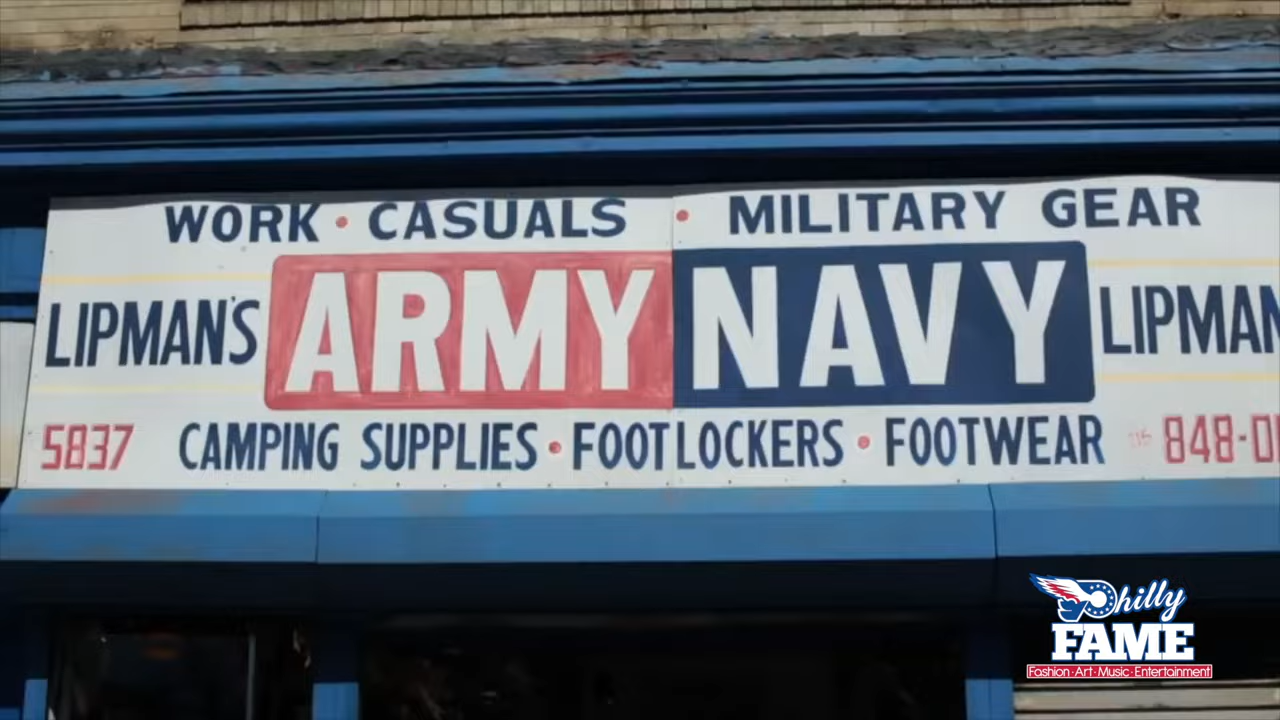 WORK • CASUALS • MILITARY GEAR
LIPMAN'S ARMY NAVY LIPMAN
5837 CAMPING SUPPLIES • FOOTLOCKERS • FOOTWEAR 215 848-0
Philly
FAME
Fashion • Art • Music • Entertainment